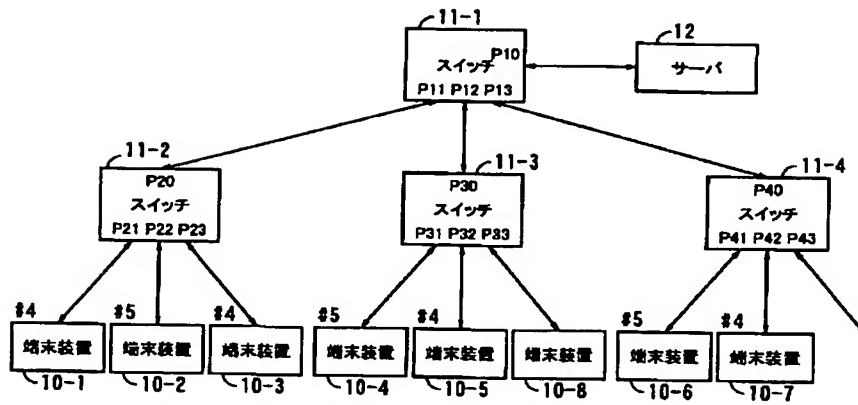 11-1
12
P10
スイッチ
サーバ
P11 P12 P13
11-2
11-3
11-4
P20
スイッチ
P21 P22 P23
P30
スイッチ
P31 P32 P33
P40
スイッチ
P41 P42 P43
#4
#5
#4
#5
#4
#5
#4
端末装置
端末装置
端末装置
端末装置
端末装置
端末装置
端末装置
端末装置
10-1
10-2
10-3
10-4
10-5
10-8
10-6
10-7